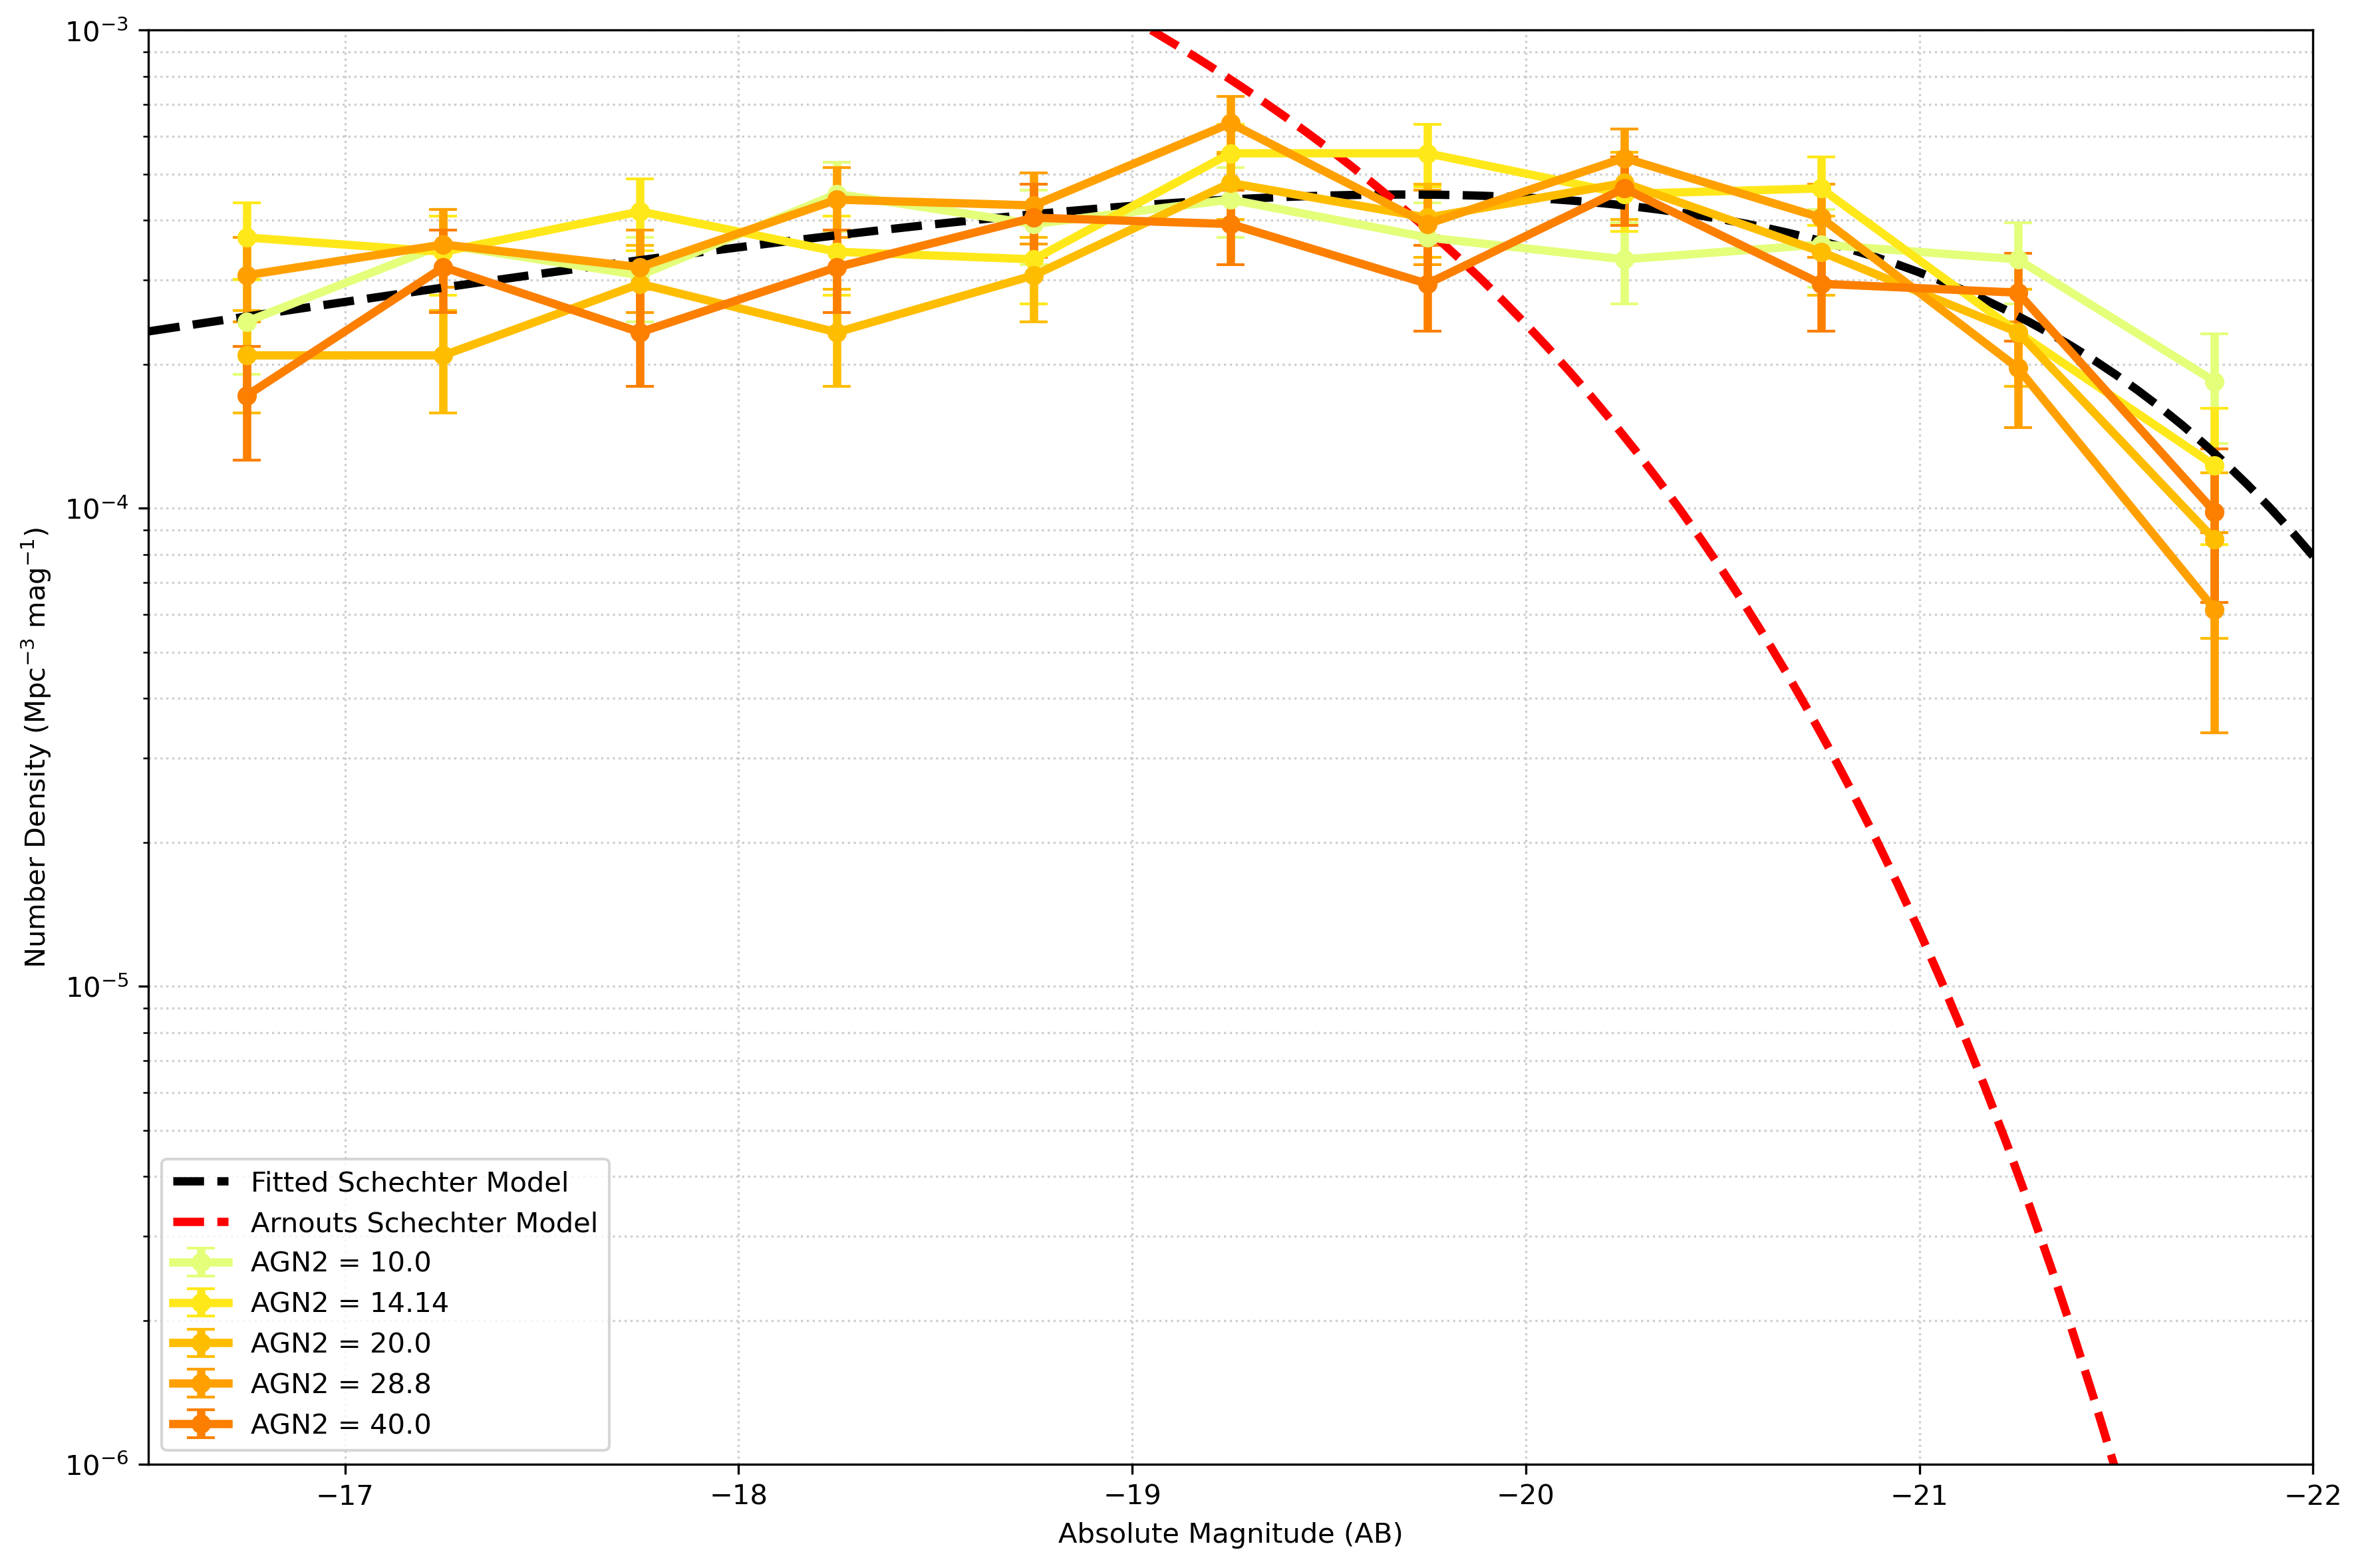 10⁻³
10⁻⁴
10⁻⁵
10⁻⁶
Number Density (Mpc⁻³ mag⁻¹)
Fitted Schechter Model
Arnouts Schechter Model
AGN2 = 10.0
AGN2 = 14.14
AGN2 = 20.0
AGN2 = 28.8
AGN2 = 40.0
−17 −18 −19 −20 −21 −22
Absolute Magnitude (AB)